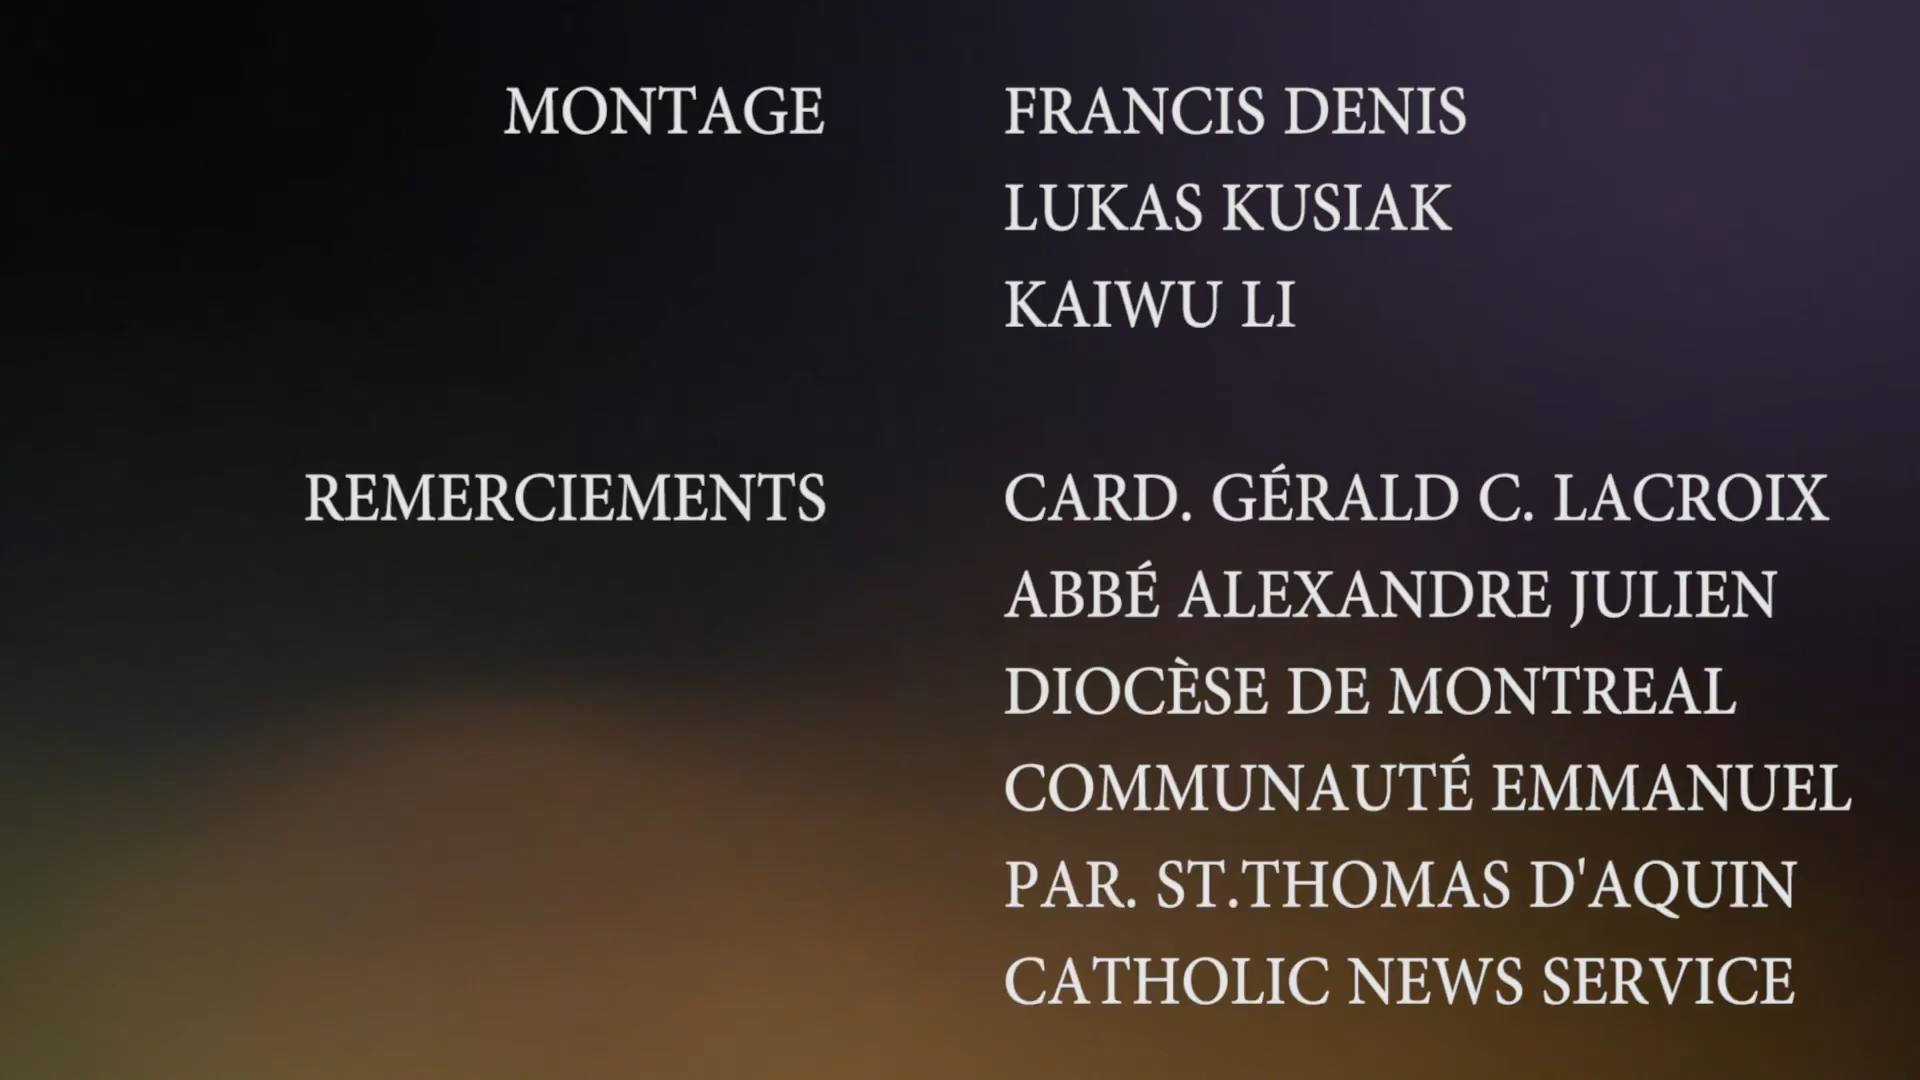 MONTAGE FRANCIS DENIS
LUKAS KUSIAK
KAIWU LI
REMERCIEMENTS CARD. GÉRALD C. LACROIX
ABBÉ ALEXANDRE JULIEN
DIOCÈSE DE MONTREAL
COMMUNAUTÉ EMMANUEL
PAR. ST.THOMAS D'AQUIN
CATHOLIC NEWS SERVICE